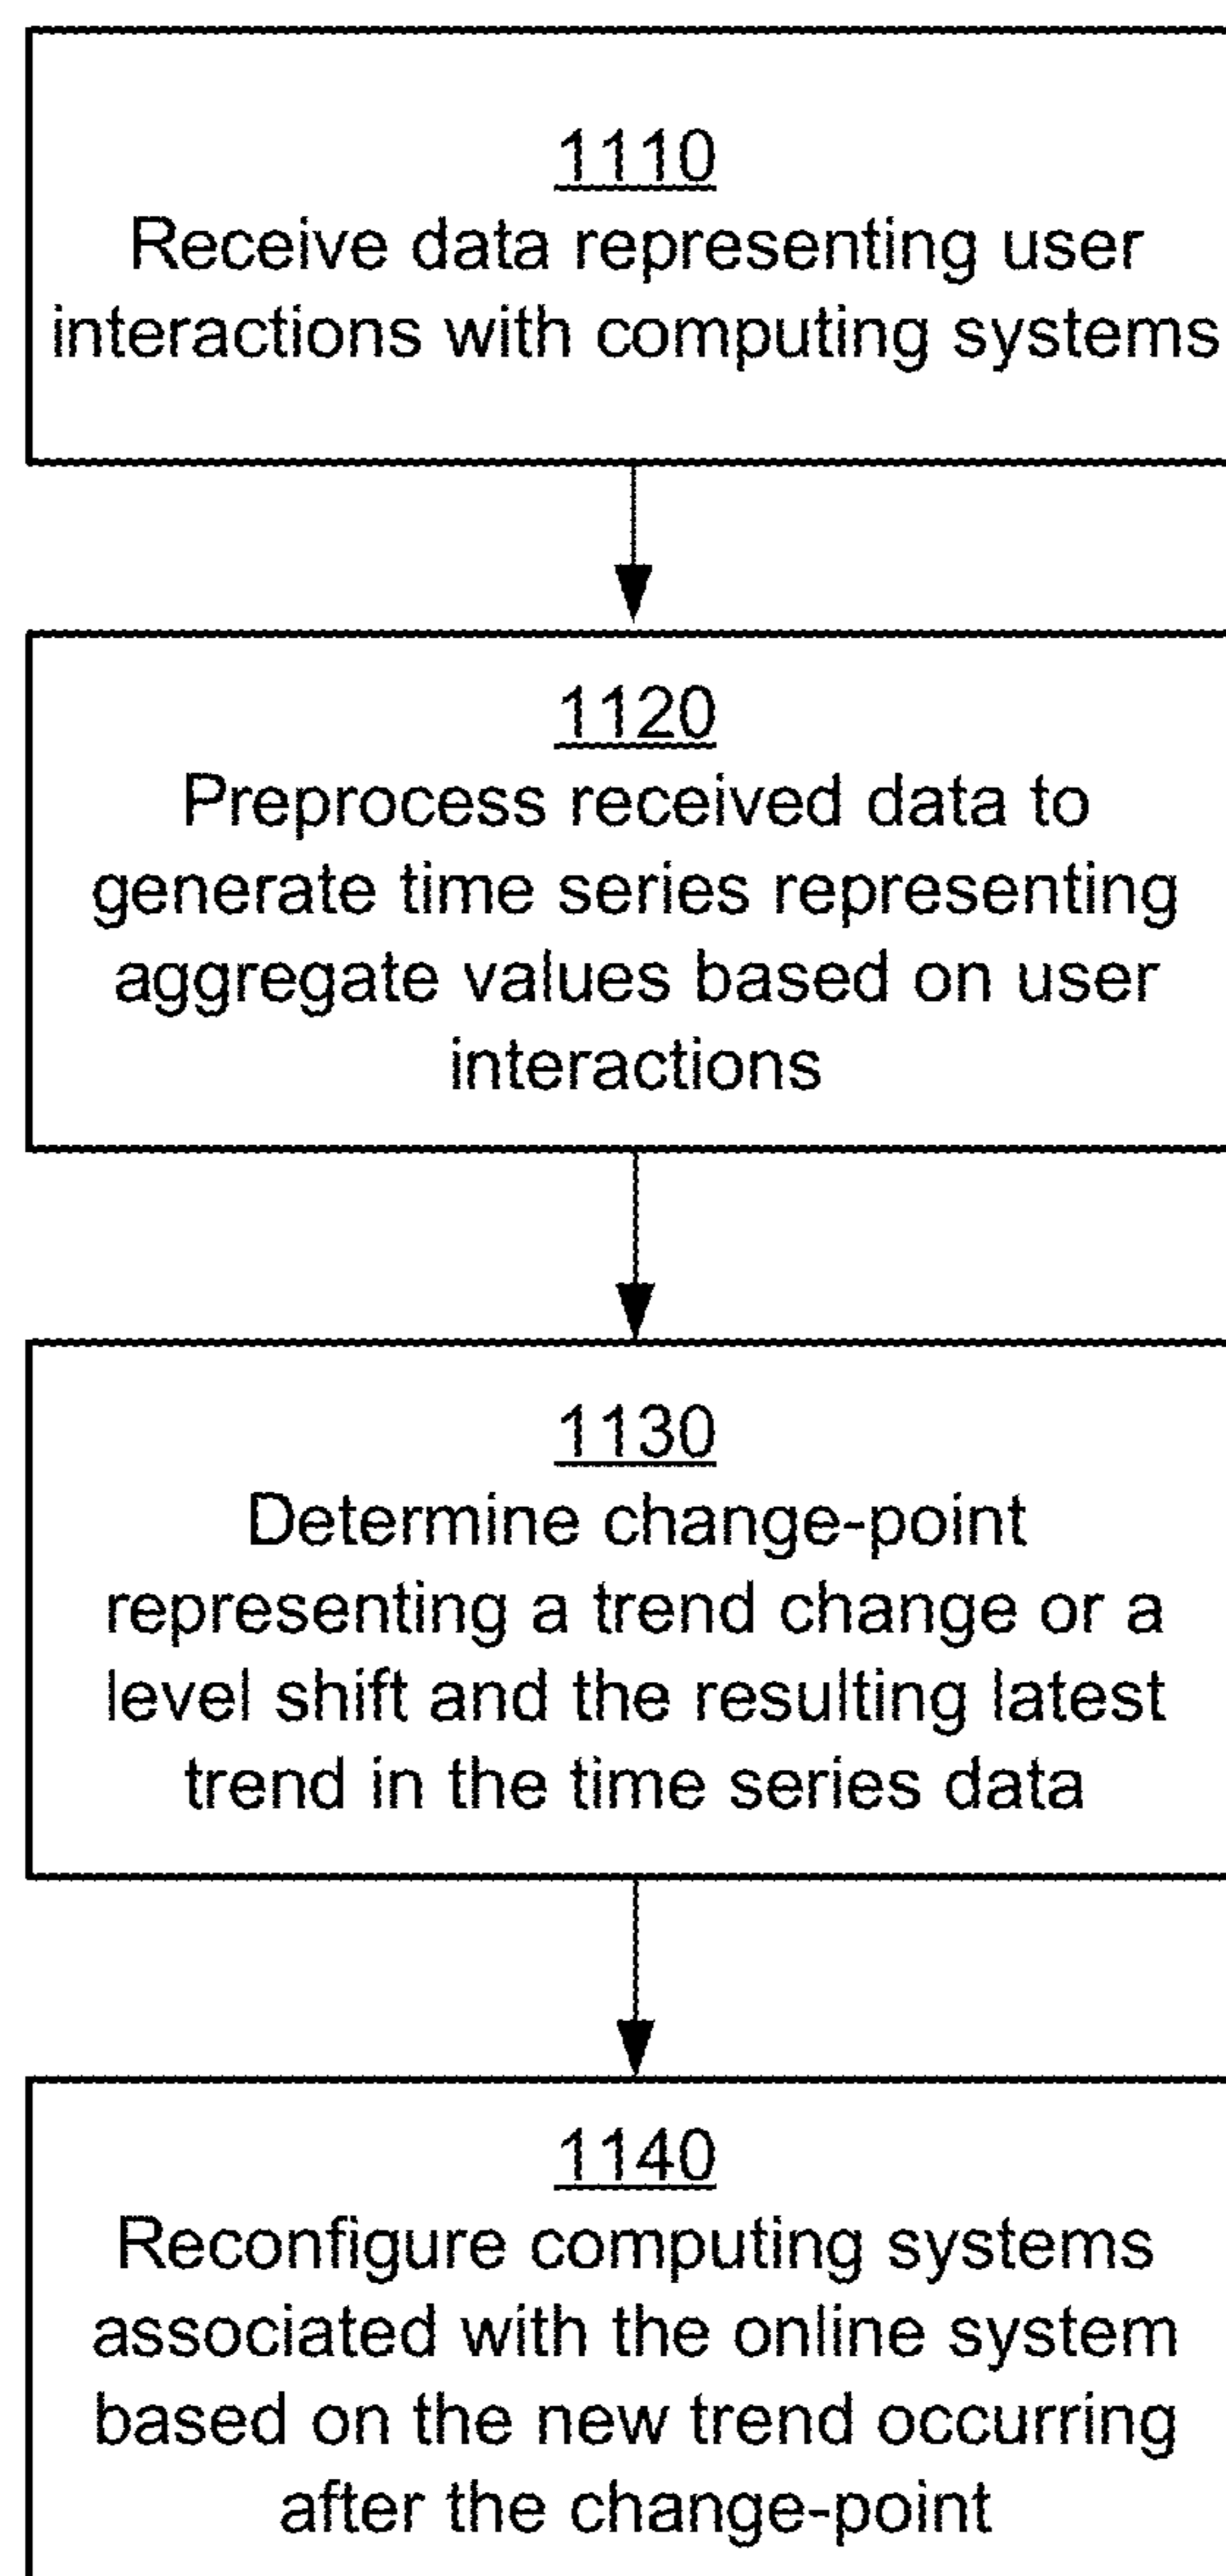 1110
Receive data representing user
interactions with computing systems
1120
Preprocess received data to
generate time series representing
aggregate values based on user
interactions
1130
Determine change-point
representing a trend change or a
level shift and the resulting latest
trend in the time series data
1140
Reconfigure computing systems
associated with the online system
based on the new trend occurring
after the change-point